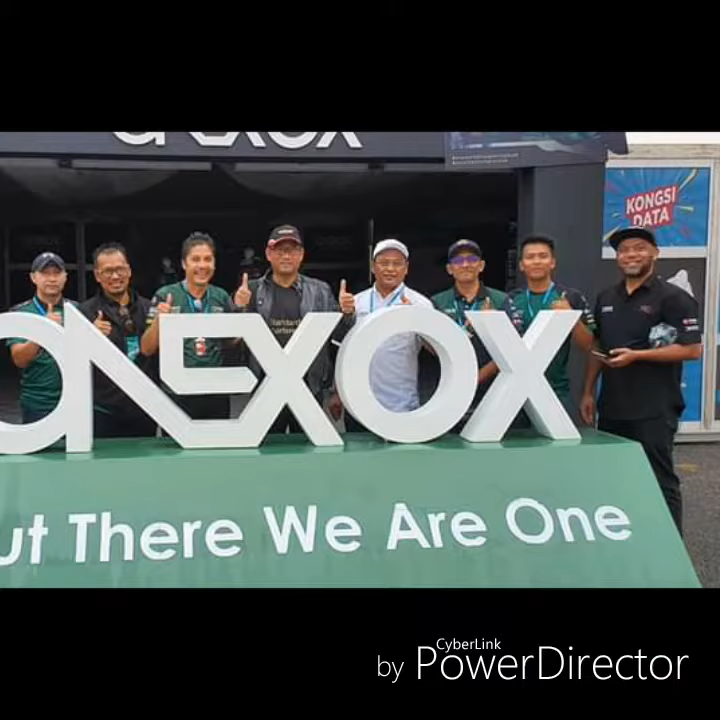 KONGSI
DATA
ONEXOX
ut There We Are One
by CyberLink PowerDirector